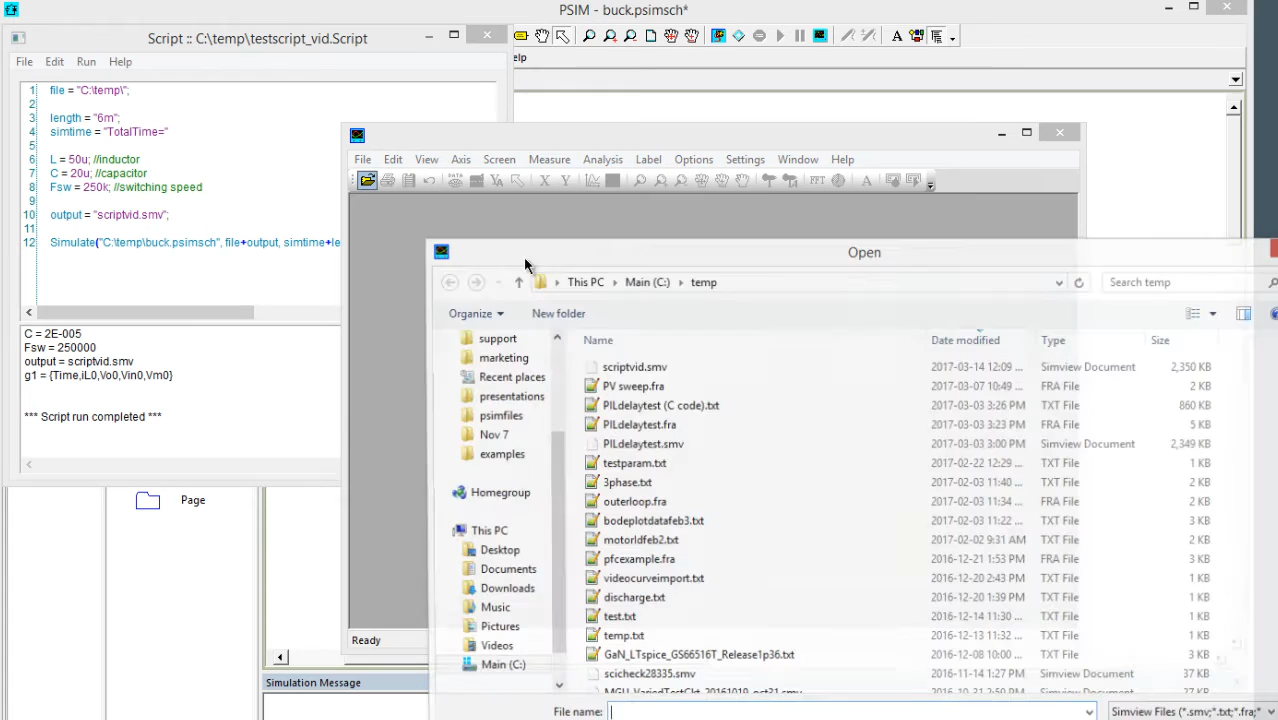 PSIM - buck.psimsch*
Script :: C:\temp\testscript_vid.Script
File Edit Run Help
elp
1 file = "C:\temp\";
2
3 length = "6m";
4 simtime = "TotalTime="
5
6 L = 50u; //inductor
7 C = 20u; //capacitor
8 Fsw = 250k; //switching speed
9
10 output = "scriptvid.smv";
11
12 Simulate("C:\temp\buck.psimsch", file+output, simtime+le
C = 2E-005
Fsw = 250000
output = scriptvid.smv
g1 = {Time,iL0,Vo0,Vin0,Vm0}
*** Script run completed ***
Page
File Edit View Axis Screen Measure Analysis Label Options Settings Window Help
X Y FFT A
Ready
Simulation Message
Open
This PC Main (C:) temp
Search temp
Organize New folder
support
marketing
Recent places
presentations
psimfiles
Nov 7
examples
Homegroup
This PC
Desktop
Documents
Downloads
Music
Pictures
Videos
Main (C:)
Name Date modified Type Size
scriptvid.smv 2017-03-14 12:09 ... Simview Document 2,350 KB
PV sweep.fra 2017-03-07 10:49 ... FRA File 2 KB
PILdelaytest (C code).txt 2017-03-03 3:26 PM TXT File 860 KB
PILdelaytest.fra 2017-03-03 3:23 PM FRA File 5 KB
PILdelaytest.smv 2017-03-03 3:00 PM Simview Document 2,349 KB
testparam.txt 2017-02-22 12:29 ... TXT File 1 KB
3phase.txt 2017-02-03 11:40 ... TXT File 2 KB
outerloop.fra 2017-02-03 11:34 ... FRA File 2 KB
bodeplotdatafeb3.txt 2017-02-03 11:22 ... TXT File 3 KB
motorldfeb2.txt 2017-02-02 9:31 AM TXT File 2 KB
pfcexample.fra 2016-12-21 1:53 PM FRA File 3 KB
videocurveimport.txt 2016-12-20 2:43 PM TXT File 1 KB
discharge.txt 2016-12-20 1:39 PM TXT File 1 KB
test.txt 2016-12-14 11:30 ... TXT File 1 KB
temp.txt 2016-12-13 11:32 ... TXT File 1 KB
GaN_LTspice_GS66516T_Release1p36.txt 2016-12-08 10:00 ... TXT File 1 KB
scicheck28335.smv 2016-11-14 1:27 PM Simview Document 37 KB
File name: Simview Files (*.smv;*.txt;*.fra;*